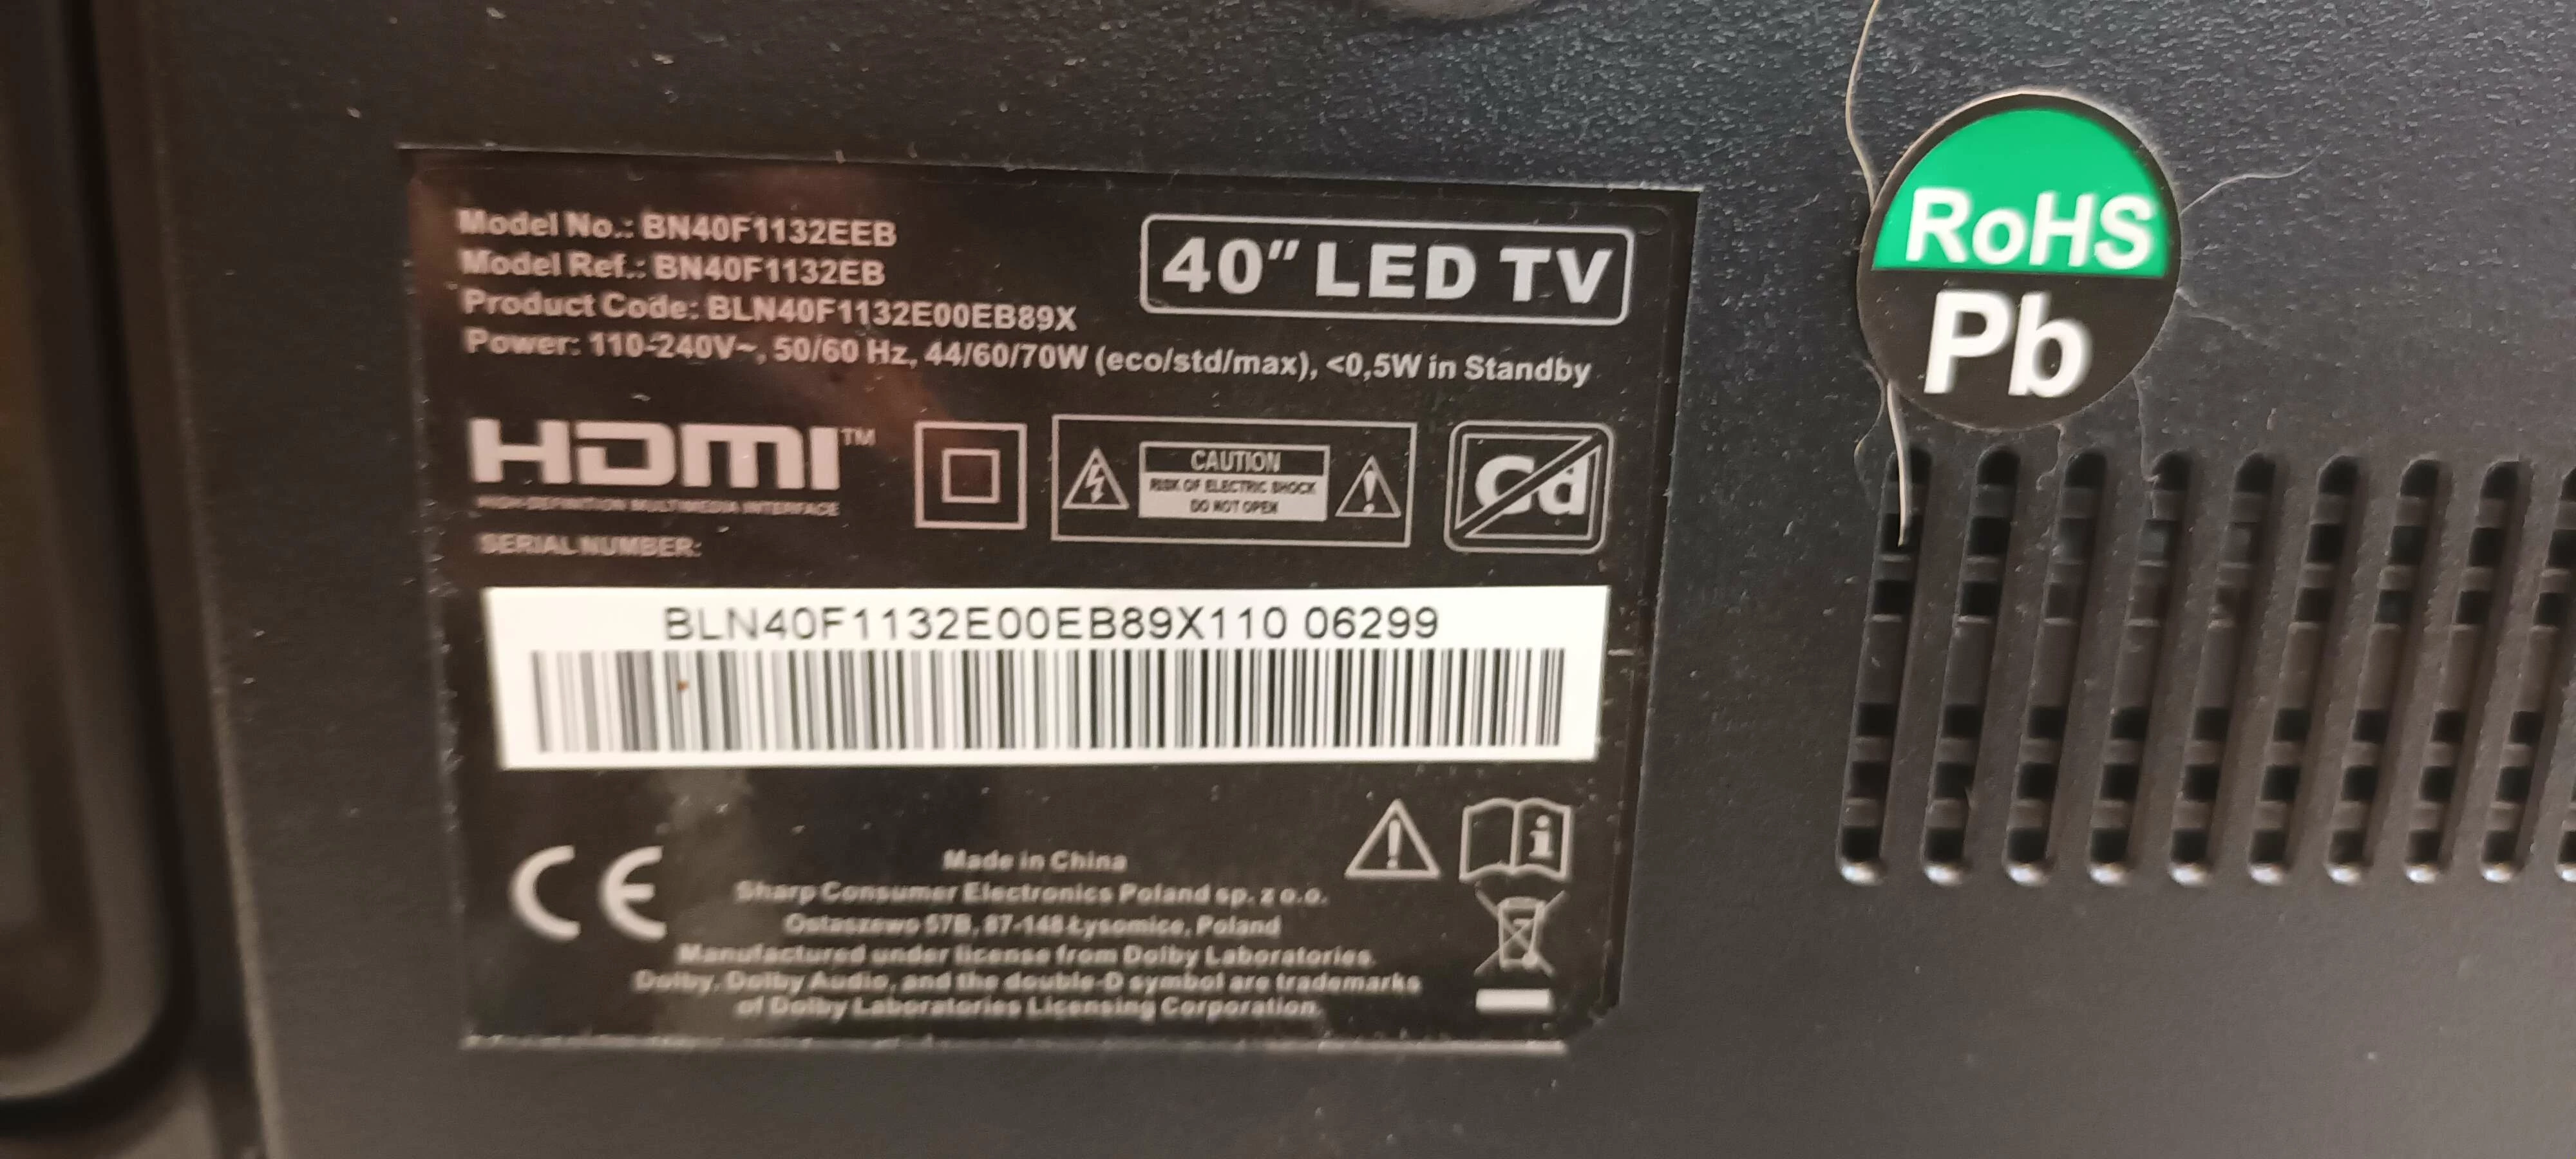 Model No.: BN40F1132EEB
Model Ref.: BN40F1132EB
Product Code: BLN40F1132E00EB89X
Power: 110-240V~, 50/60 Hz, 44/60/70W (eco/std/max), <0,5W in Standby
40" LED TV
RoHS
Pb
HDMI™
HIGH-DEFINITION MULTIMEDIA INTERFACE
CAUTION
RISK OF ELECTRIC SHOCK
DO NOT OPEN
Cd
SERIAL NUMBER:
BLN40F1132E00EB89X110 06299
CE
Made in China
Sharp Consumer Electronics Poland sp. z o.o.
Ostaszewo 57B, 87-148 Łysomice, Poland
Manufactured under license from Dolby Laboratories.
Dolby, Dolby Audio, and the double-D symbol are trademarks
of Dolby Laboratories Licensing Corporation.